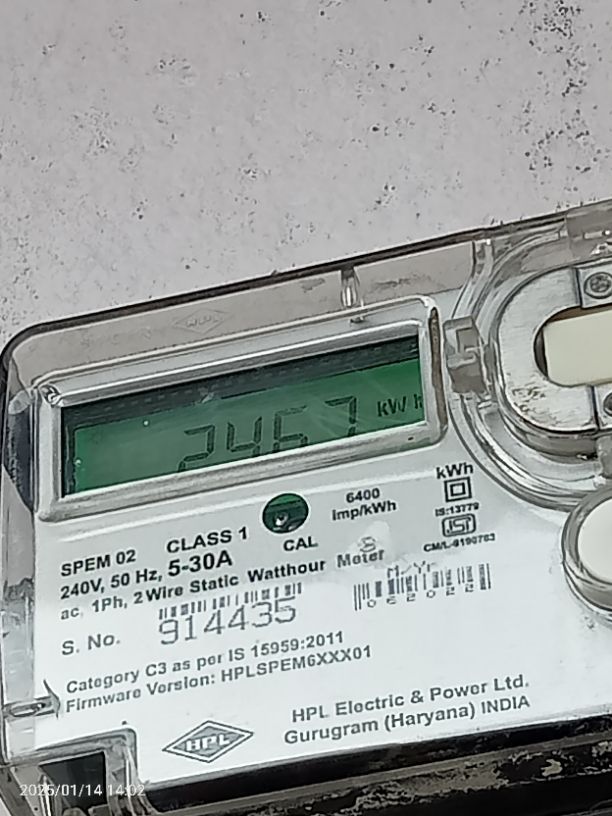 2467 kWh
kWh
6400
imp/kWh
IS:13779
CM/L-9190763
CAL
SPEM 02 CLASS 1
240V, 50 Hz, 5-30A
ac, 1Ph, 2 Wire Static Watthour Meter
M/Yr
062022
S. No. 914435
Category C3 as per IS 15959:2011
Firmware Version: HPLSPEM6XXX01
HPL
HPL Electric & Power Ltd.
Gurugram (Haryana) INDIA
2025/01/14 14:02